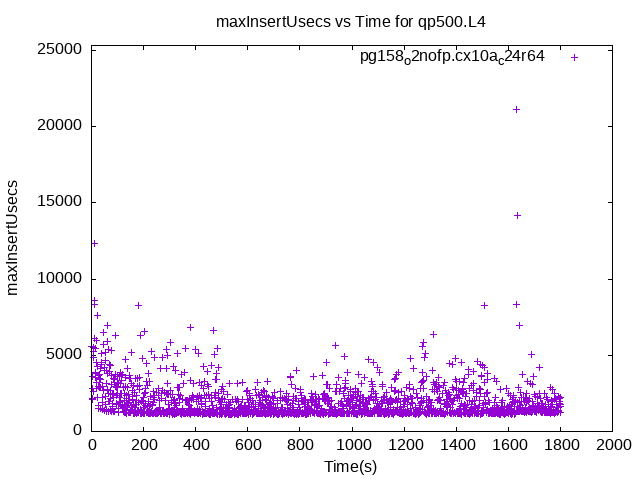 maxInsertUsecs vs Time for qp500.L4
pg158o2nofp.cx10ac24r64
25000
20000
15000
10000
5000
0
maxInsertUsecs
0 200 400 600 800 1000 1200 1400 1600 1800 2000
Time(s)